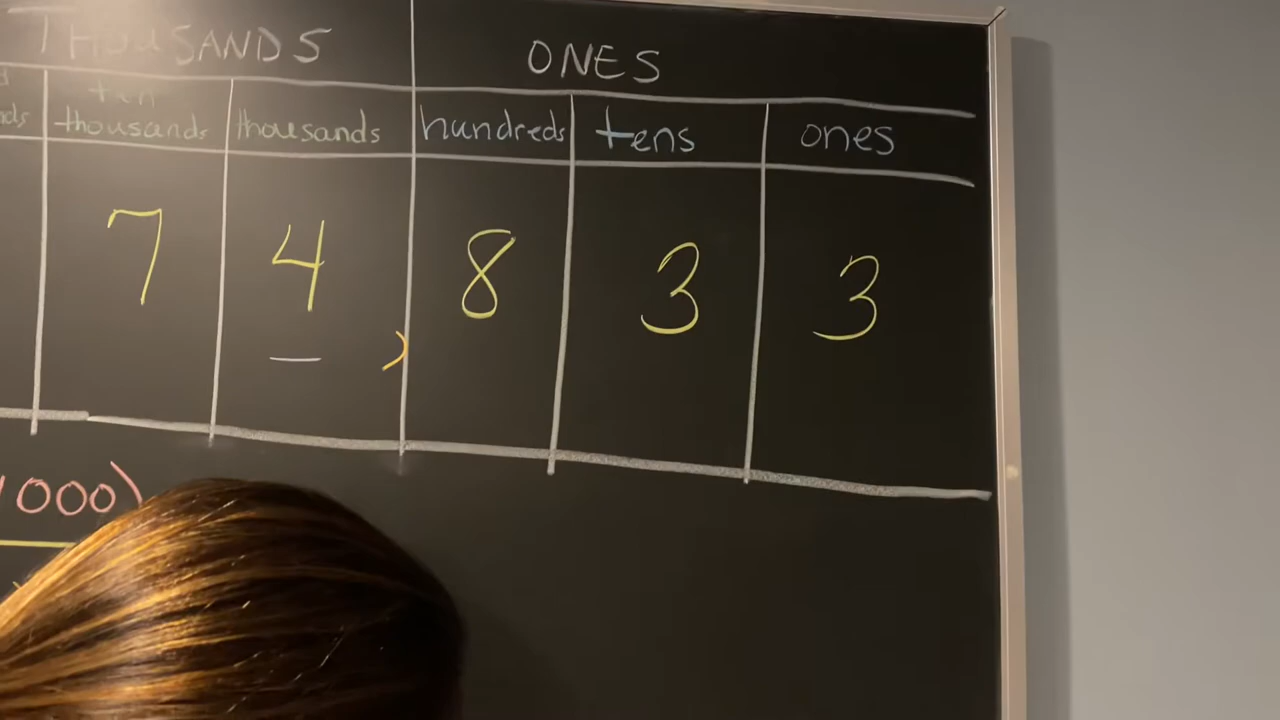 THOUSANDS ONES
ten
thousands thousands hundreds tens ones
7 4 , 8 3 3
1000)